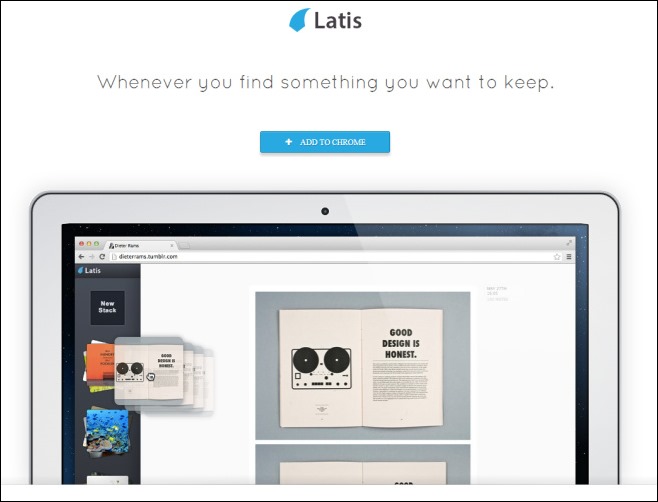 Latis
Whenever you find something you want to keep.
+ ADD TO CHROME
Dieter Rams
dieterrams.tumblr.com
Latis
New
Stack
GOOD
DESIGN IS
HONEST.
GOOD
DESIGN IS
HONEST.
GOOD
DESIGN IS